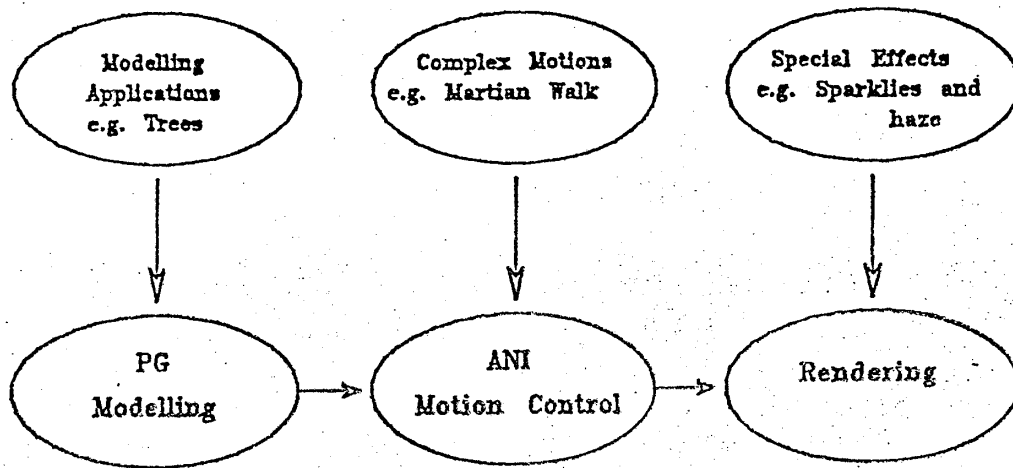 Modelling
Applications
e.g. Trees
Complex Motions
e.g. Martian Walk
Special Effects
e.g. Sparklies and
haze
PG
Modelling
ANI
Motion Control
Rendering